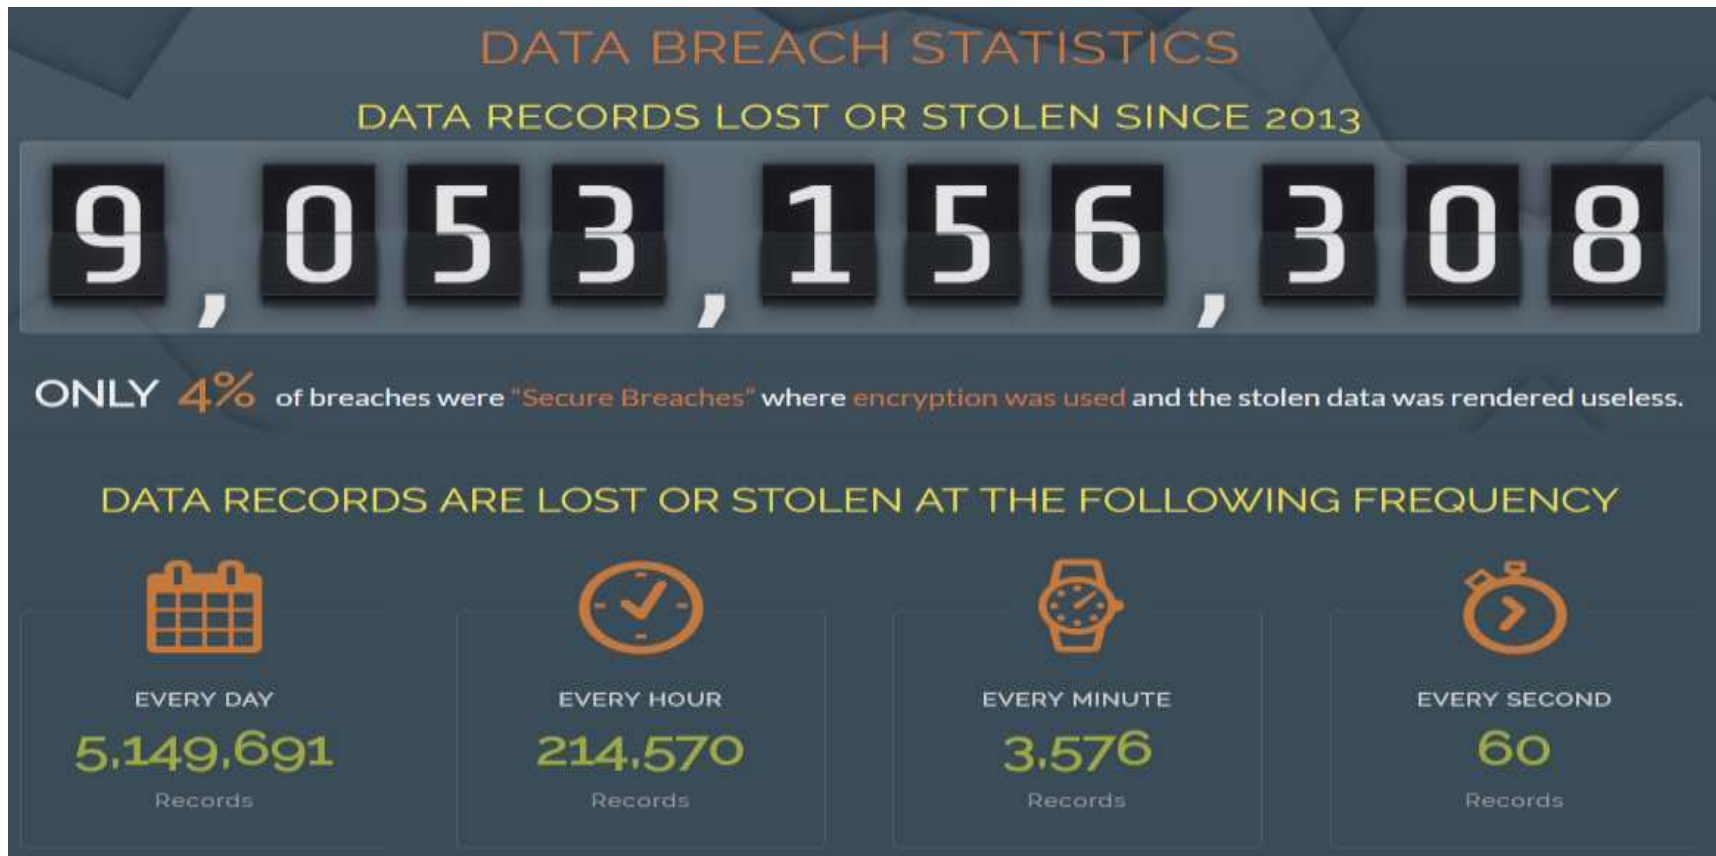 DATA BREACH STATISTICS
DATA RECORDS LOST OR STOLEN SINCE 2013
9,053,156,308
ONLY 4% of breaches were "Secure Breaches" where encryption was used and the stolen data was rendered useless.
DATA RECORDS ARE LOST OR STOLEN AT THE FOLLOWING FREQUENCY
EVERY DAY
5,149,691
Records
EVERY HOUR
214,570
Records
EVERY MINUTE
3,576
Records
EVERY SECOND
60
Records